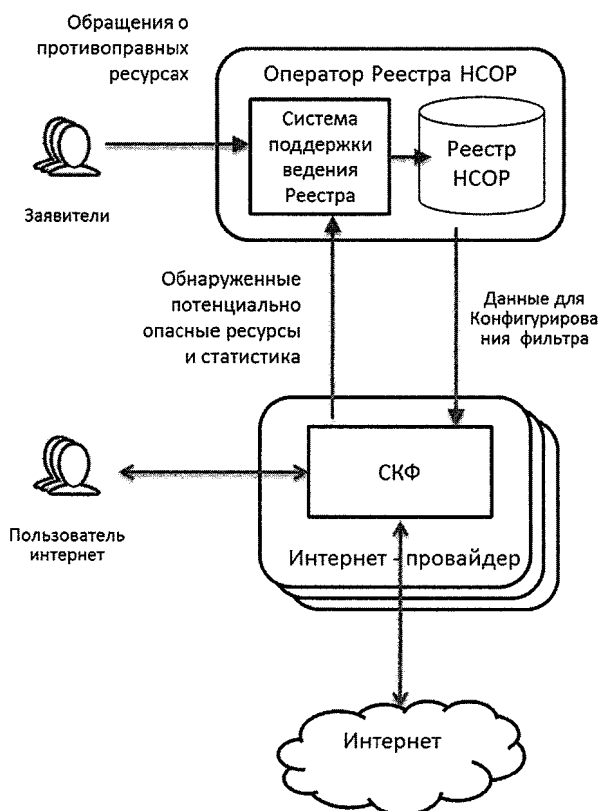 Обращения о
противоправных
ресурсах
Оператор Реестра НСОР
Система
поддержки
ведения
Реестра
Реестр
НСОР
Заявители
Обнаруженные
потенциально
опасные ресурсы
и статистика
Данные для
Конфигурирова
ния фильтра
СКФ
Пользователь
интернет
Интернет - провайдер
Интернет